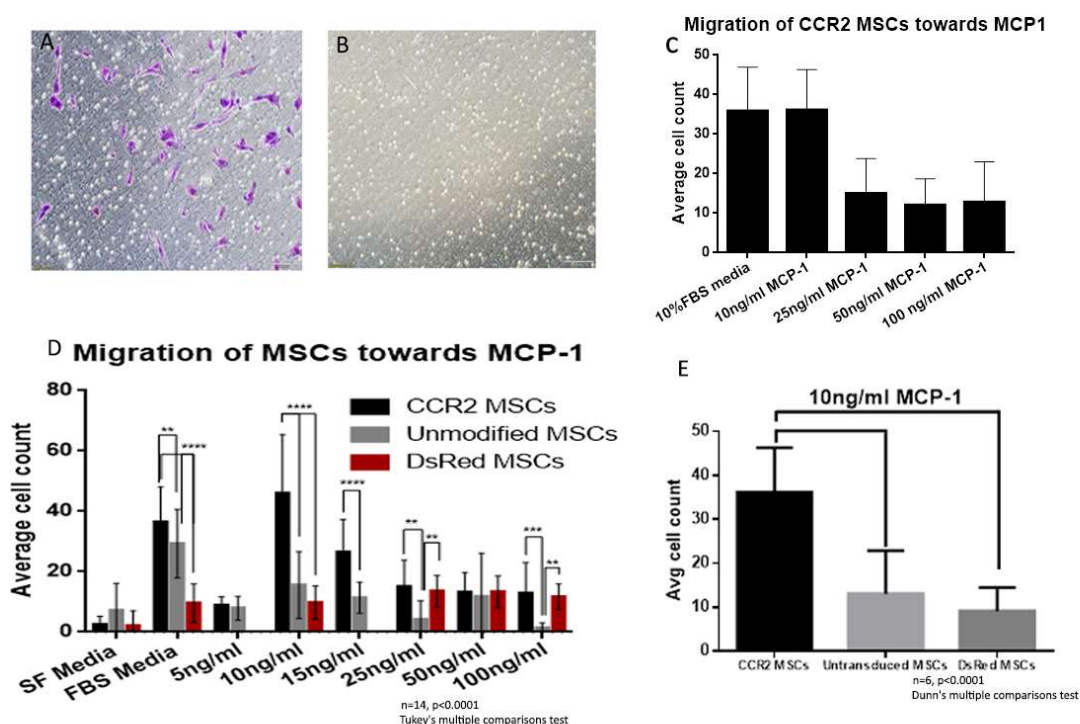 A
B
C
Migration of CCR2 MSCs towards MCP1
Average cell count
50
40
30
20
10
0
10%FBS media
10ng/ml MCP-1
25ng/ml MCP-1
50ng/ml MCP-1
100 ng/ml MCP-1
D Migration of MSCs towards MCP-1
Average cell count
80
60
40
20
0
CCR2 MSCs
Unmodified MSCs
DsRed MSCs
**
****
****
****
**
**
***
**
SF Media
FBS Media
5ng/ml
10ng/ml
15ng/ml
25ng/ml
50ng/ml
100ng/ml
n=14, p<0.0001
Tukey's multiple comparisons test
E
10ng/ml MCP-1
Avg cell count
50
40
30
20
10
0
CCR2 MSCs
Untransduced MSCs
DsRed MSCs
n=6, p<0.0001
Dunn's multiple comparisons test